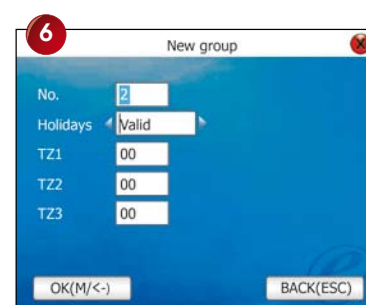 6
New group
X
No. 2
Holidays Valid
TZ1 00
TZ2 00
TZ3 00
OK(M/<-) BACK(ESC)